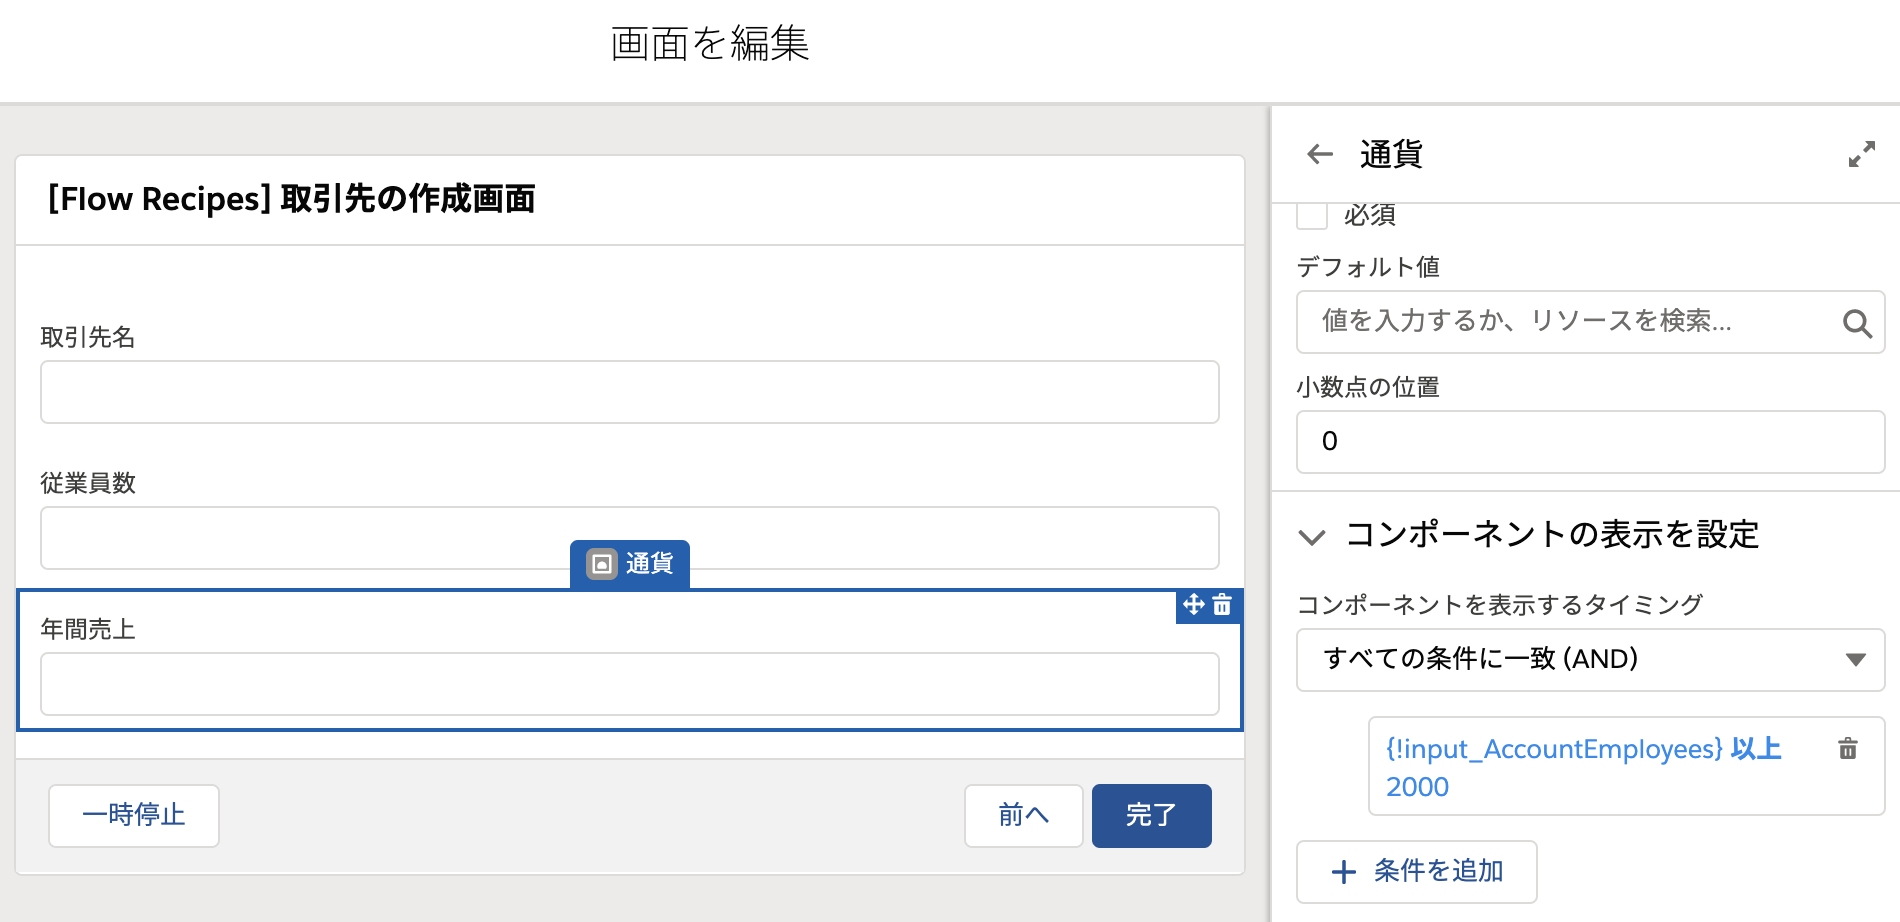 画面を編集
[Flow Recipes] 取引先の作成画面
取引先名
従業員数
通貨
年間売上
一時停止
前へ
完了
通貨
必須
デフォルト値
値を入力するか、リソースを検索...
小数点の位置
0
コンポーネントの表示を設定
コンポーネントを表示するタイミング
すべての条件に一致 (AND)
{!input_AccountEmployees} 以上
2000
条件を追加